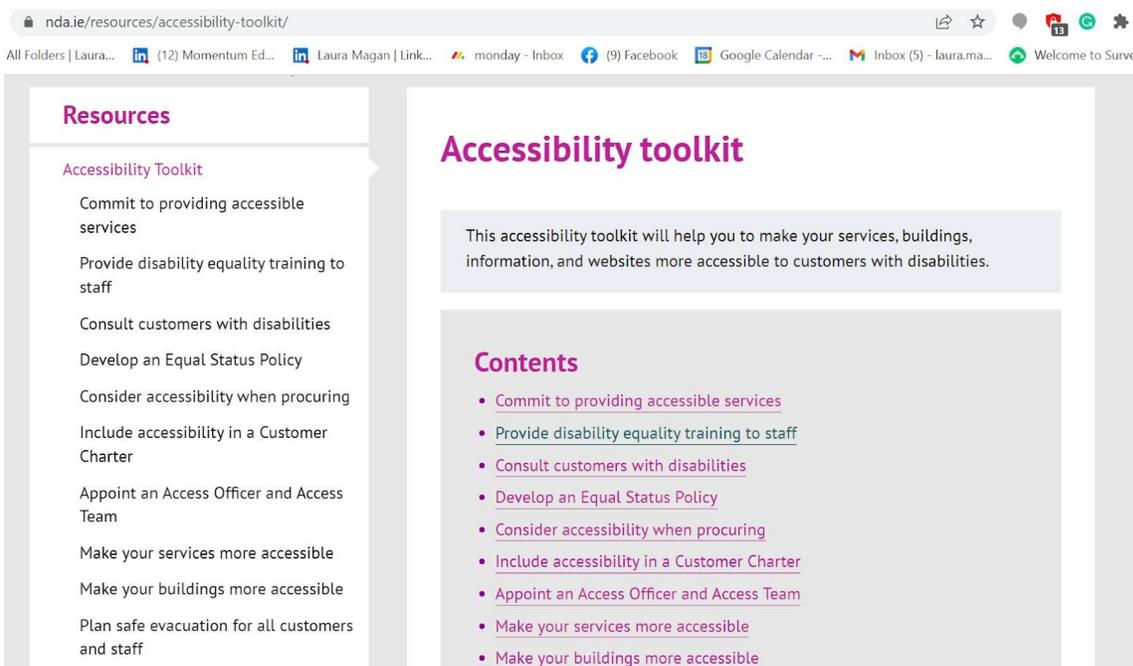 nda.ie/resources/accessibility-toolkit/
13
All Folders | Laura... (12) Momentum Ed... Laura Magan | Link... monday - Inbox (9) Facebook 18 Google Calendar -... Inbox (5) - laura.ma... Welcome to Surve
Resources
Accessibility Toolkit
Commit to providing accessible
services
Provide disability equality training to
staff
Consult customers with disabilities
Develop an Equal Status Policy
Consider accessibility when procuring
Include accessibility in a Customer
Charter
Appoint an Access Officer and Access
Team
Make your services more accessible
Make your buildings more accessible
Plan safe evacuation for all customers
and staff
Accessibility toolkit
This accessibility toolkit will help you to make your services, buildings,
information, and websites more accessible to customers with disabilities.
Contents
• Commit to providing accessible services
• Provide disability equality training to staff
• Consult customers with disabilities
• Develop an Equal Status Policy
• Consider accessibility when procuring
• Include accessibility in a Customer Charter
• Appoint an Access Officer and Access Team
• Make your services more accessible
• Make your buildings more accessible